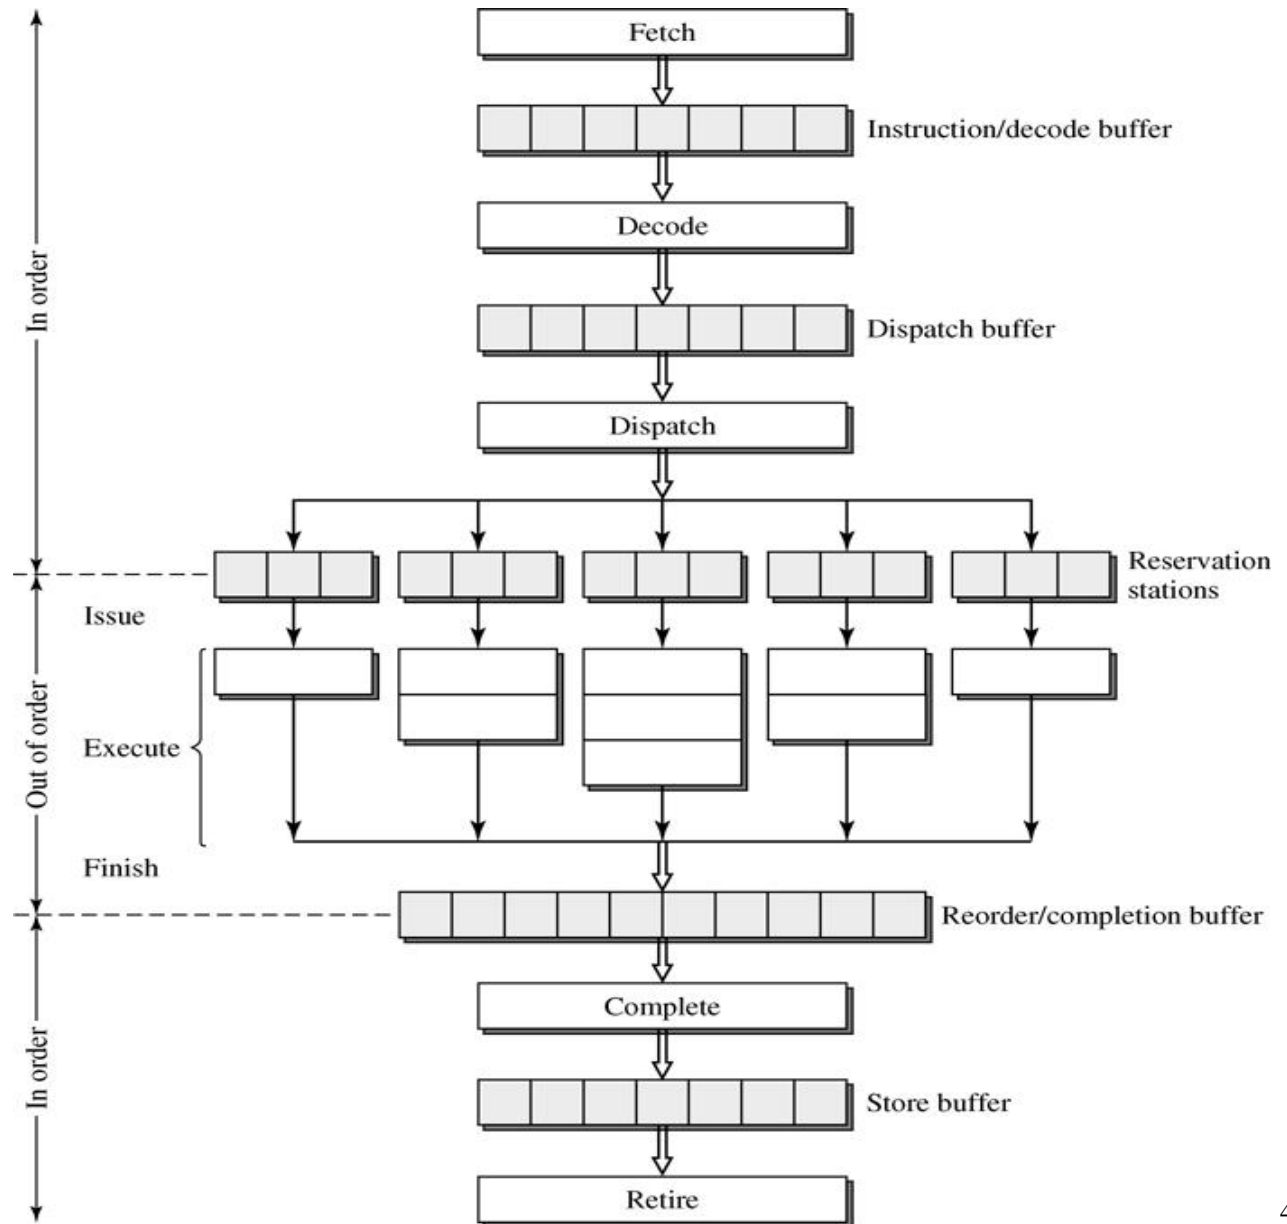 Fetch
Instruction/decode buffer
Decode
In order
Dispatch buffer
Dispatch
Reservation
stations
Issue
Out of order
Execute
Finish
Reorder/completion buffer
Complete
In order
Store buffer
Retire